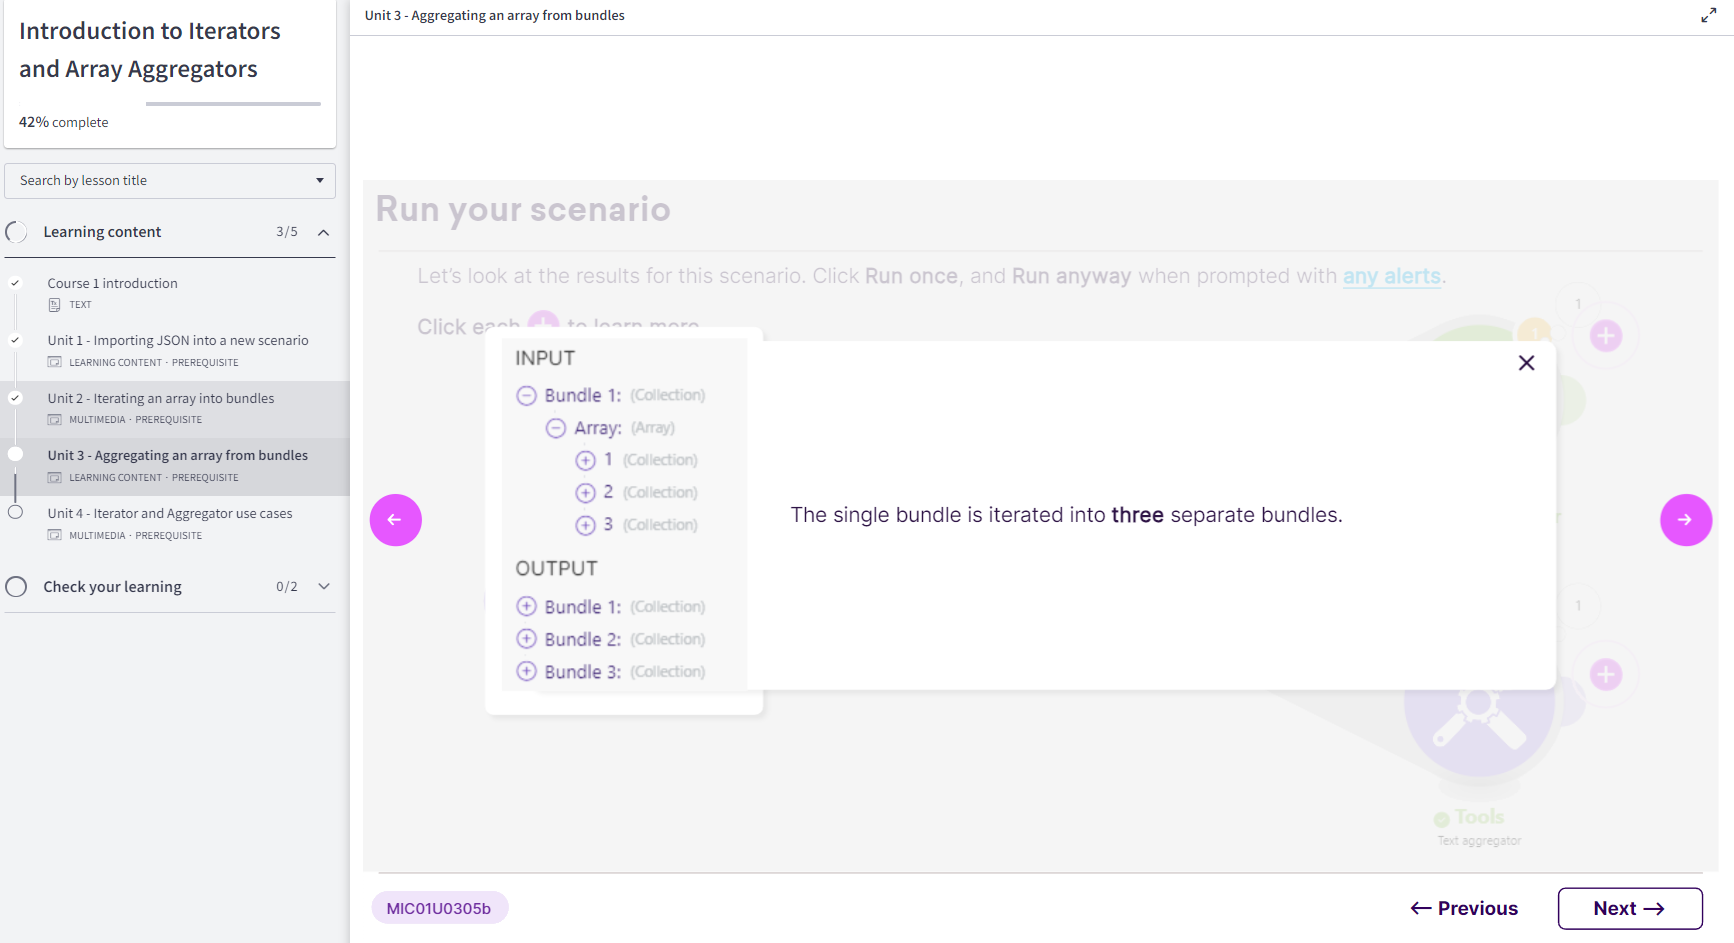 Introduction to Iterators
and Array Aggregators
42% complete
Search by lesson title
Learning content 3/5
Course 1 introduction
TEXT
Unit 1 - Importing JSON into a new scenario
LEARNING CONTENT · PREREQUISITE
Unit 2 - Iterating an array into bundles
MULTIMEDIA · PREREQUISITE
Unit 3 - Aggregating an array from bundles
LEARNING CONTENT · PREREQUISITE
Unit 4 - Iterator and Aggregator use cases
MULTIMEDIA · PREREQUISITE
Check your learning 0/2
Unit 3 - Aggregating an array from bundles
Run your scenario
Let's look at the results for this scenario. Click Run once, and Run anyway when prompted with any alerts.
Click each to learn more
1
INPUT
Bundle 1: (Collection)
Array: (Array)
1 (Collection)
2 (Collection)
3 (Collection)
OUTPUT
Bundle 1: (Collection)
Bundle 2: (Collection)
Bundle 3: (Collection)
The single bundle is iterated into three separate bundles.
1
Tools
Text aggregator
MIC01U0305b
Previous
Next